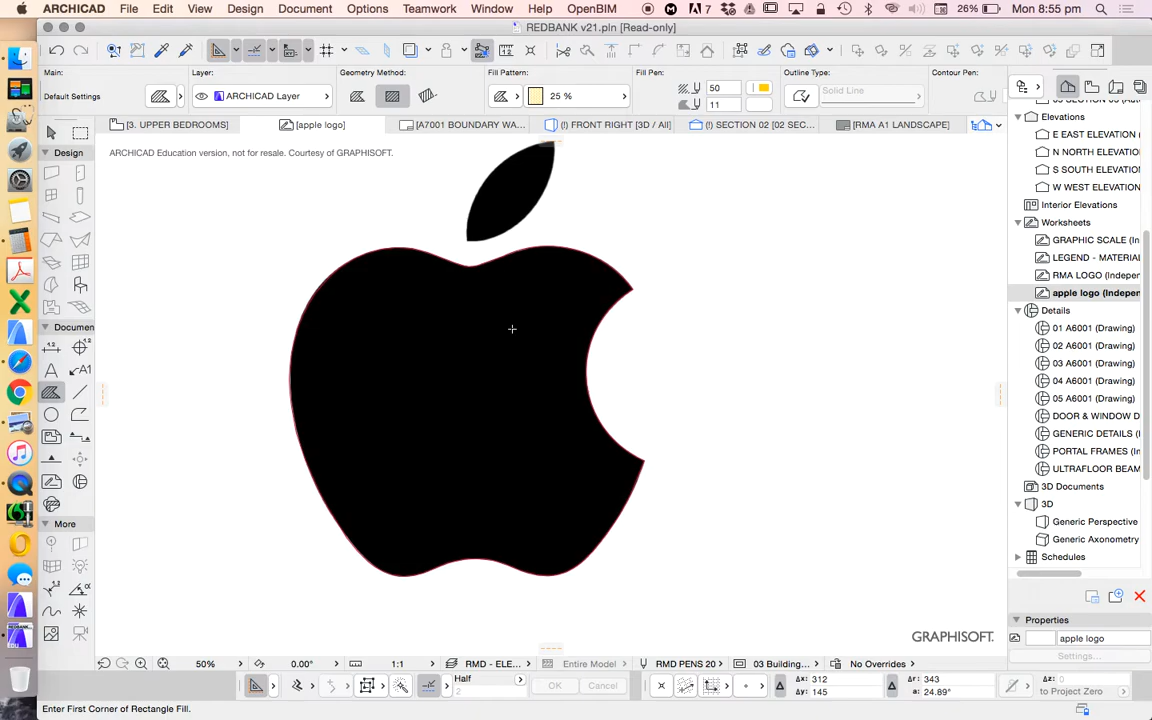 ARCHICAD File Edit View Design Document Options Teamwork Window Help OpenBIM 26% Mon 8:55 pm
REDBANK v21.pln [Read-only]
Main: Layer: Geometry Method: Fill Pattern: Fill Pen: Outline Type: Contour Pen:
Default Settings ARCHICAD Layer 25 % 50 Solid Line
11
[3. UPPER BEDROOMS] [apple logo] [A7001 BOUNDARY WA... (!) FRONT RIGHT [3D / All] (!) SECTION 02 [02 SEC... [RMA A1 LANDSCAPE]
ARCHICAD Education version, not for resale. Courtesy of GRAPHISOFT.
Design
Document
More
Elevations
E EAST ELEVATION
N NORTH ELEVATIO
S SOUTH ELEVATIO
W WEST ELEVATION
Interior Elevations
Worksheets
GRAPHIC SCALE (In
LEGEND - MATERIAL
RMA LOGO (Indeper
apple logo (Indepen
Details
01 A6001 (Drawing)
02 A6001 (Drawing)
03 A6001 (Drawing)
04 A6001 (Drawing)
05 A6001 (Drawing)
DOOR & WINDOW D
GENERIC DETAILS (I
PORTAL FRAMES (In
ULTRAFLOOR BEAM
3D Documents
3D
Generic Perspective
Generic Axonometry
Schedules
Properties
apple logo
Settings...
GRAPHISOFT.
50% 0.00° 1:1 RMD - ELE... Entire Model RMD PENS 20 03 Building... No Overrides
Half
2
OK Cancel
Δx: 312
Δy: 145
Δr: 343
a: 24.89°
Δz: 0
to Project Zero
Enter First Corner of Rectangle Fill.